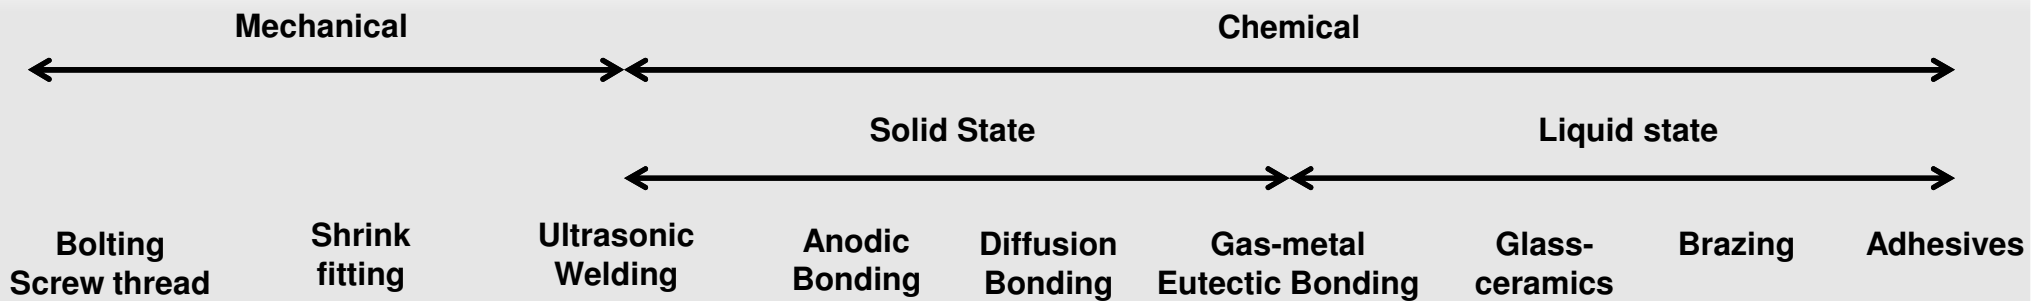 Mechanical
Chemical
Solid State
Liquid state
Bolting
Screw thread
Shrink
fitting
Ultrasonic
Welding
Anodic
Bonding
Diffusion
Bonding
Gas-metal
Eutectic Bonding
Glass-
ceramics
Brazing
Adhesives